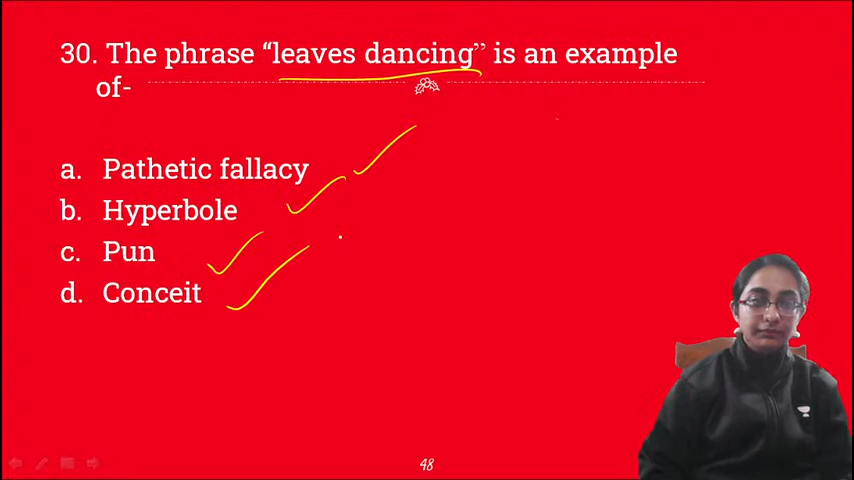 30. The phrase “leaves dancing” is an example
of-
a. Pathetic fallacy
b. Hyperbole
c. Pun
d. Conceit
48